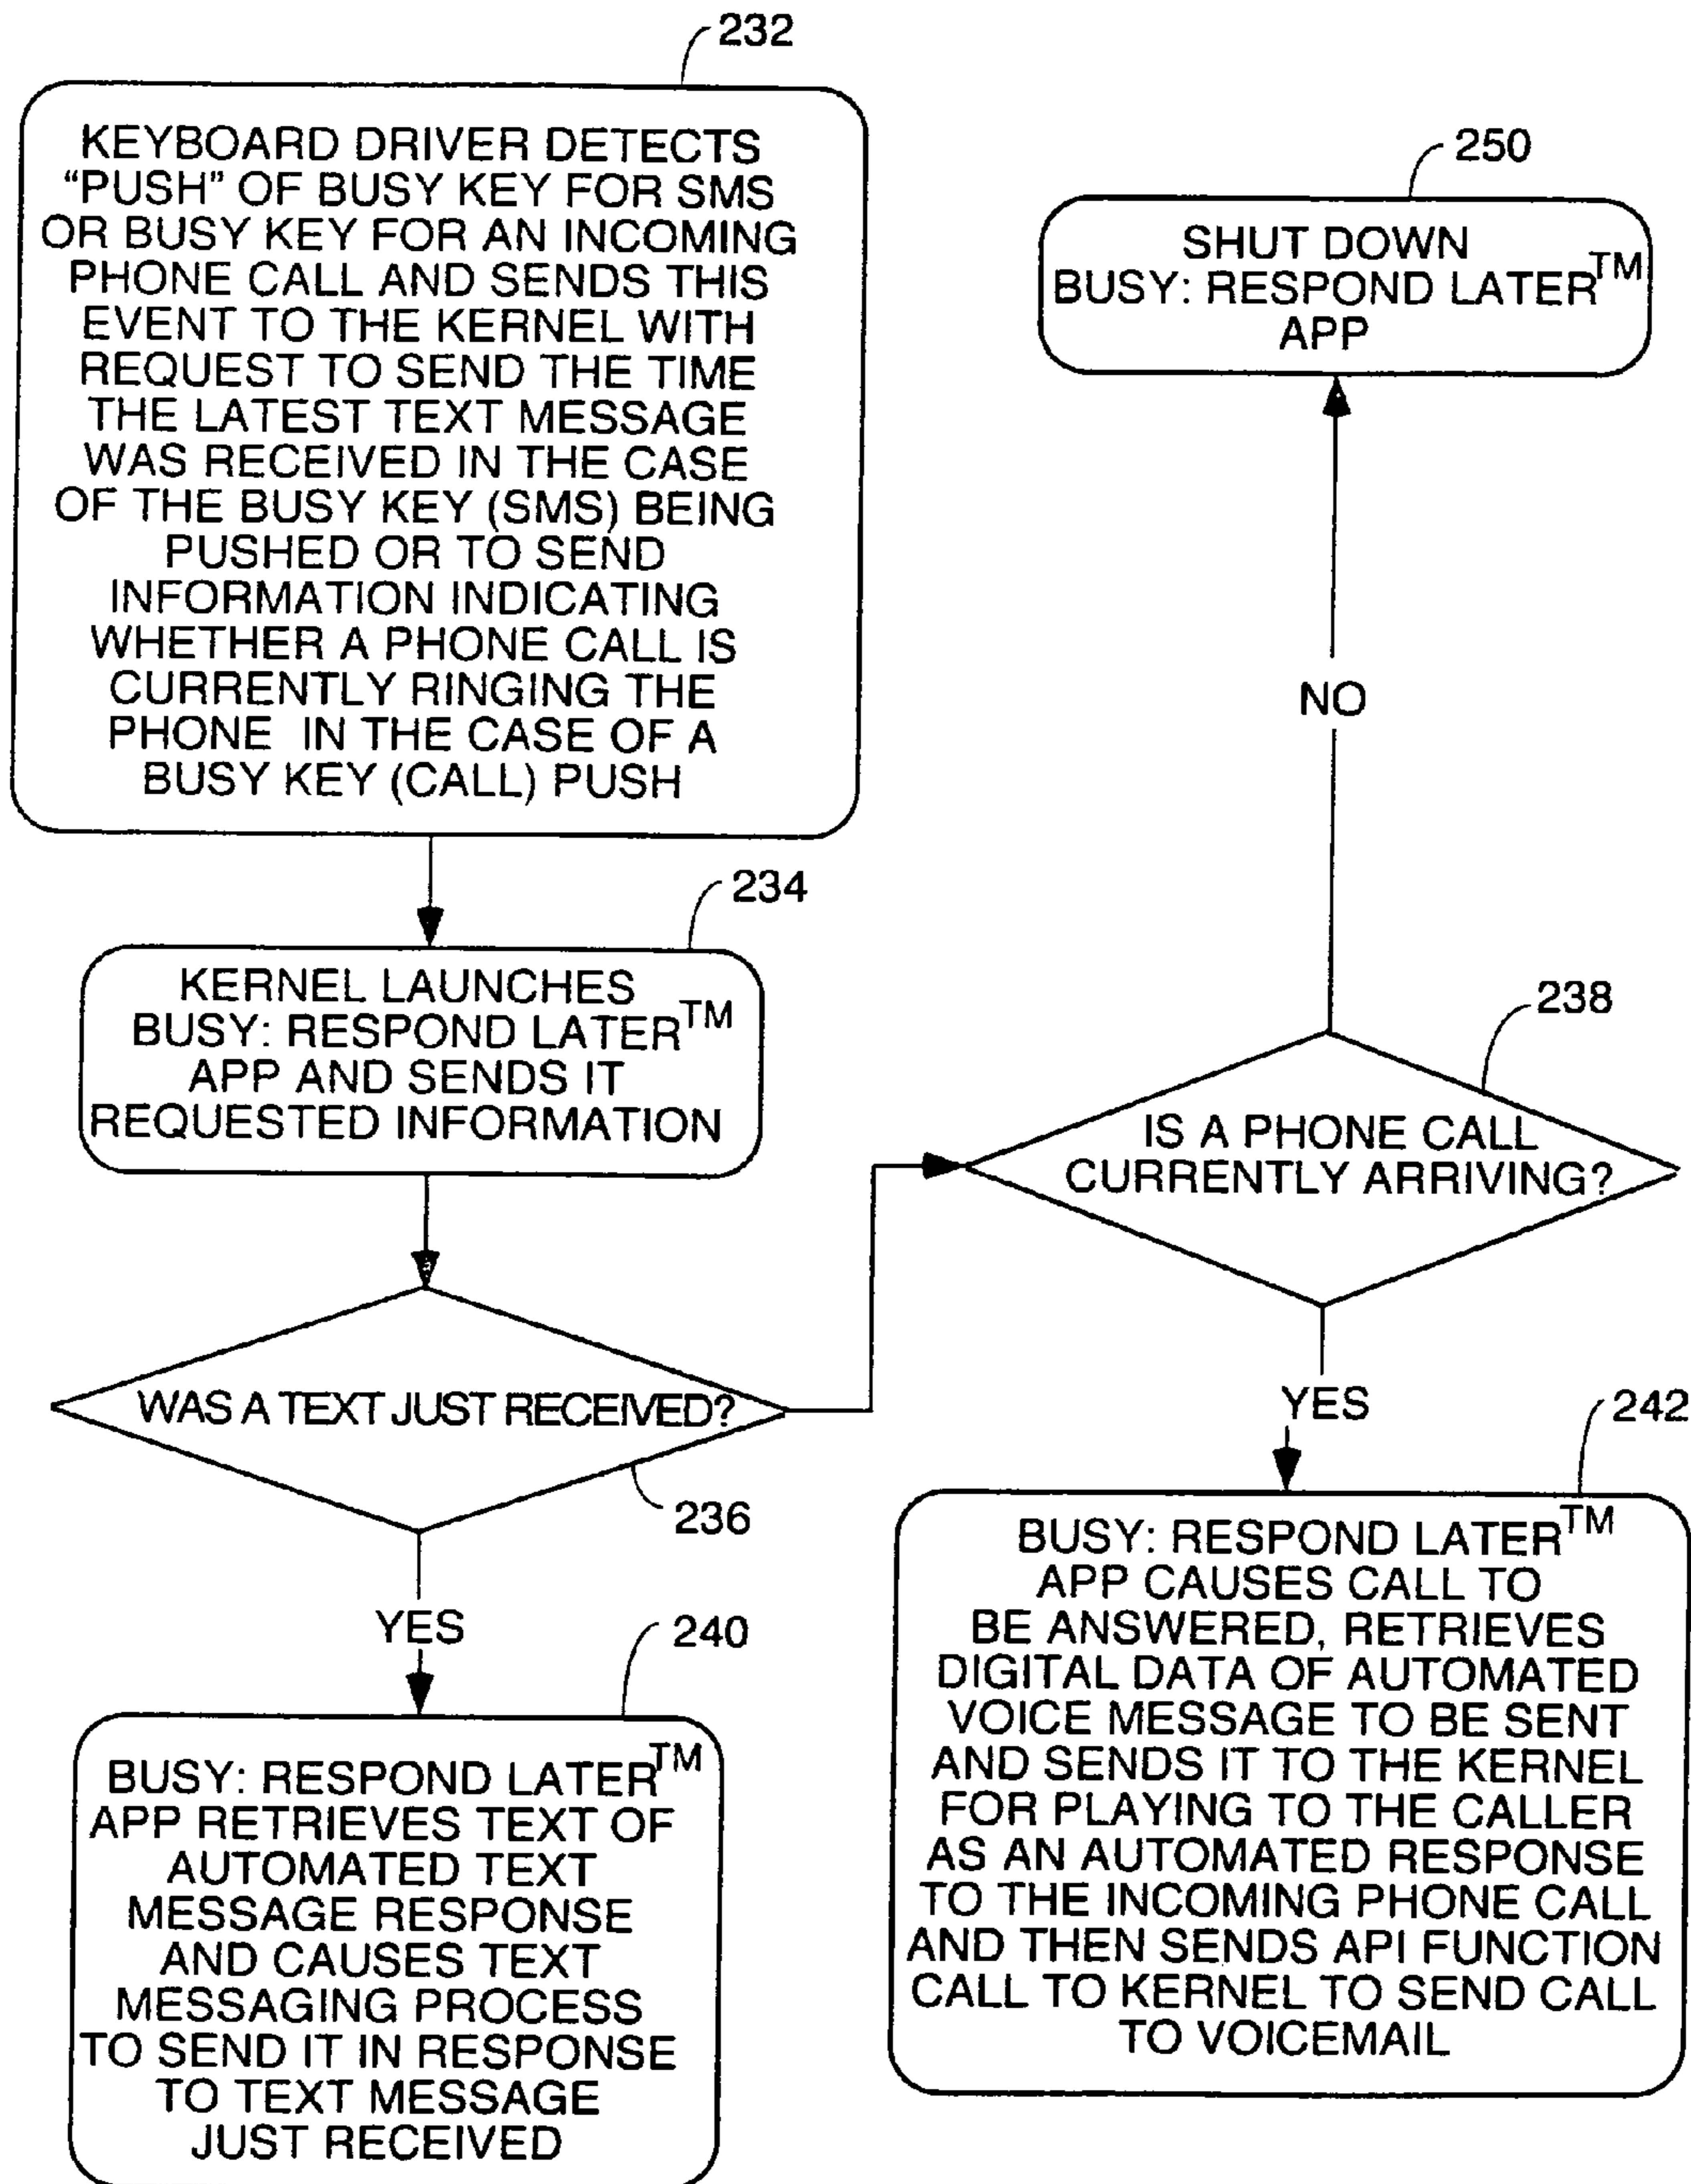 232
KEYBOARD DRIVER DETECTS
“PUSH” OF BUSY KEY FOR SMS
OR BUSY KEY FOR AN INCOMING
PHONE CALL AND SENDS THIS
EVENT TO THE KERNEL WITH
REQUEST TO SEND THE TIME
THE LATEST TEXT MESSAGE
WAS RECEIVED IN THE CASE
OF THE BUSY KEY (SMS) BEING
PUSHED OR TO SEND
INFORMATION INDICATING
WHETHER A PHONE CALL IS
CURRENTLY RINGING THE
PHONE IN THE CASE OF A
BUSY KEY (CALL) PUSH
234
KERNEL LAUNCHES
BUSY: RESPOND LATER™
APP AND SENDS IT
REQUESTED INFORMATION
WAS A TEXT JUST RECEIVED?
236
YES
240
BUSY: RESPOND LATER™
APP RETRIEVES TEXT OF
AUTOMATED TEXT
MESSAGE RESPONSE
AND CAUSES TEXT
MESSAGING PROCESS
TO SEND IT IN RESPONSE
TO TEXT MESSAGE
JUST RECEIVED
250
SHUT DOWN
BUSY: RESPOND LATER™
APP
NO
238
IS A PHONE CALL
CURRENTLY ARRIVING?
YES
242
BUSY: RESPOND LATER™
APP CAUSES CALL TO
BE ANSWERED, RETRIEVES
DIGITAL DATA OF AUTOMATED
VOICE MESSAGE TO BE SENT
AND SENDS IT TO THE KERNEL
FOR PLAYING TO THE CALLER
AS AN AUTOMATED RESPONSE
TO THE INCOMING PHONE CALL
AND THEN SENDS API FUNCTION
CALL TO KERNEL TO SEND CALL
TO VOICEMAIL